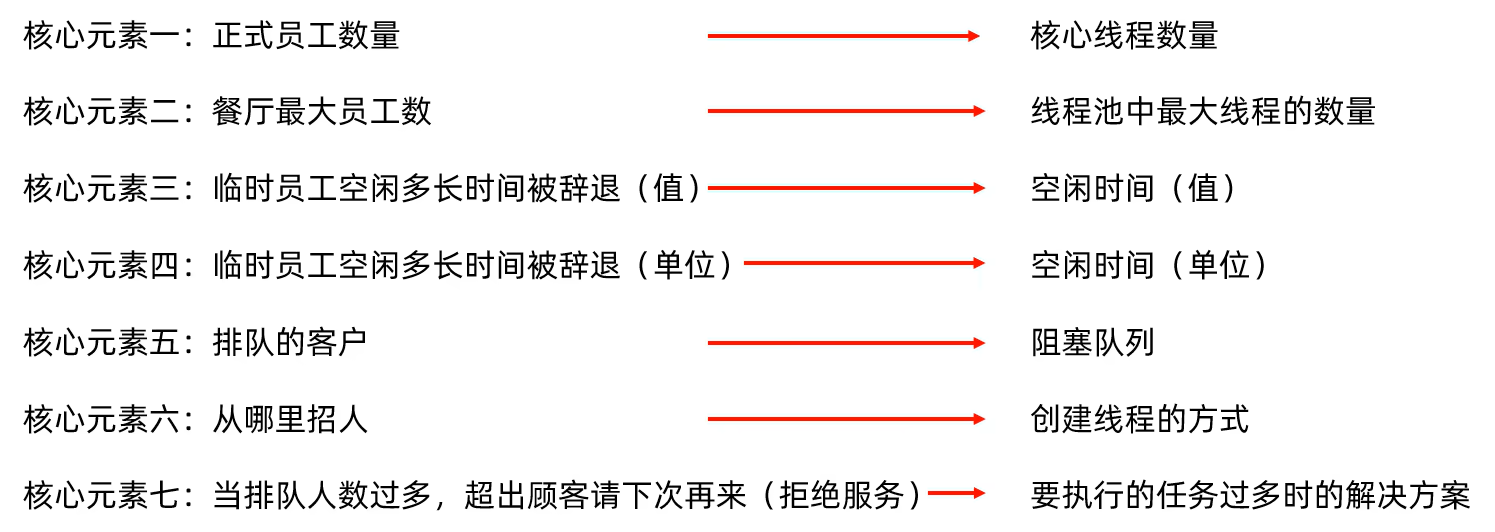 核心元素一：正式员工数量 核心线程数量
核心元素二：餐厅最大员工数 线程池中最大线程的数量
核心元素三：临时员工空闲多长时间被辞退（值） 空闲时间（值）
核心元素四：临时员工空闲多长时间被辞退（单位） 空闲时间（单位）
核心元素五：排队的客户 阻塞队列
核心元素六：从哪里招人 创建线程的方式
核心元素七：当排队人数过多，超出顾客请下次再来（拒绝服务） 要执行的任务过多时的解决方案